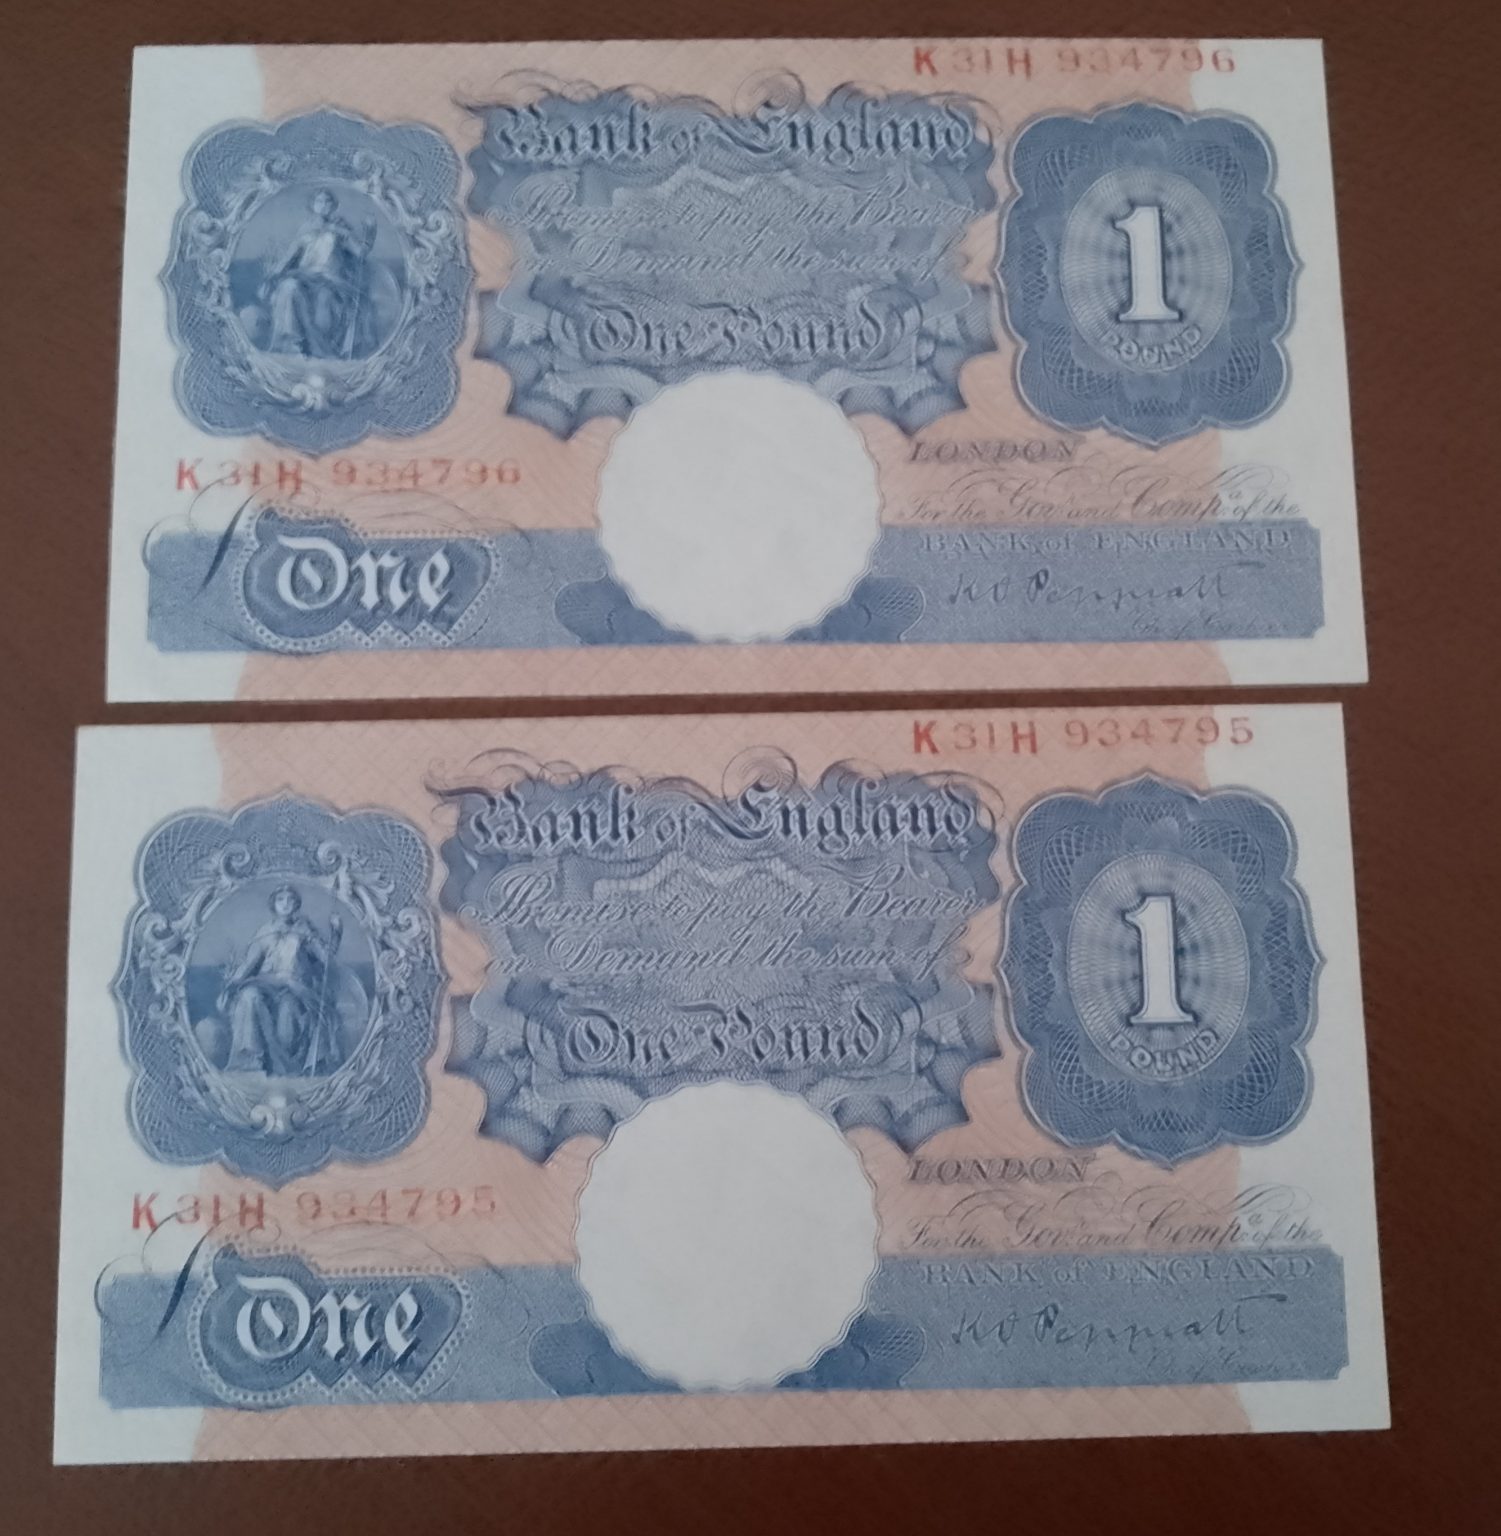 K31H 934796
Bank of England
Promise to pay the Bearer
on Demand the sum of
One Pound
1
POUND
LONDON
K31H 934796
For the Govr. and Compa. of the
BANK of ENGLAND
One
K O Peppiatt
K31H 934795
Bank of England
Promise to pay the Bearer
on Demand the sum of
One Pound
1
POUND
LONDON
K31H 934795
For the Govr. and Compa. of the
BANK of ENGLAND
One
K O Peppiatt